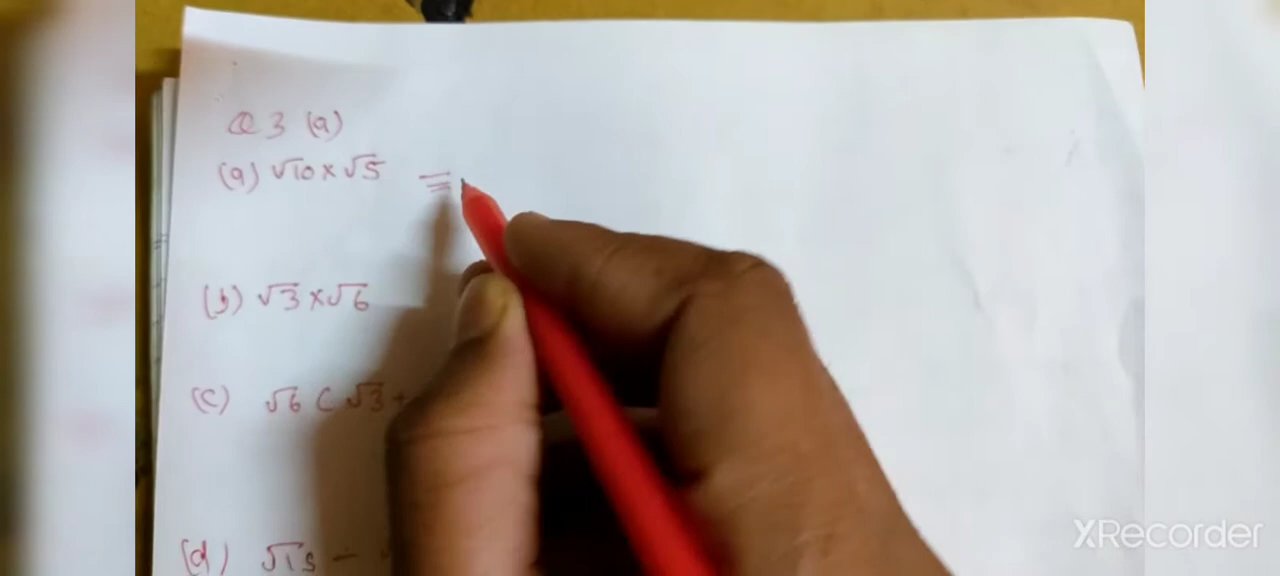 Q 3 (a)
(a) √10 × √5 =
(b) √3 × √6
(c) √6 ( √3 +
(d) √15 ÷
XRecorder